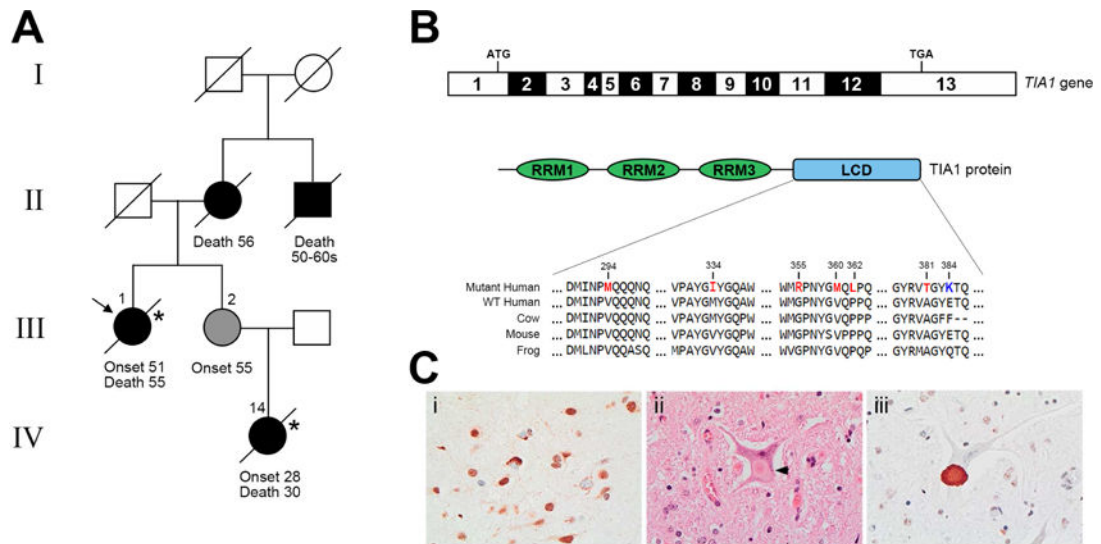 A
I
II
Death 56
Death
50-60s
III
1
*
Onset 51
Death 55
2
Onset 55
IV
14
*
Onset 28
Death 30
B
ATG
TGA
1 2 3 4 5 6 7 8 9 10 11 12 13
TIA1 gene
RRM1 RRM2 RRM3 LCD TIA1 protein
294 334 355 360 362 381 384
Mutant Human ... DMINPMQQQNQ ... VPAYGIYGQAW ... WMRPNYGMQLPQ ... GYRVTGYKTQ ...
WT Human ... DMINPVQQQNQ ... VPAYGMYGQAW ... WMGPNYGVQPPQ ... GYRVAGYETQ ...
Cow ... DMINPVQQQNQ ... VPAYGMYGQAW ... WMGPNYGVQPPP ... GYRVAGFF-- ...
Mouse ... DMINPVQQQNQ ... VPAYGMYGQPW ... WMGPNYSVPPPQ ... GYRVAGYETQ ...
Frog ... DMLNPVQQASQ ... MPAYGVYGQAW ... WVGPNYGVQPQP ... GYRMAGYQTQ ...
C
i
ii
iii